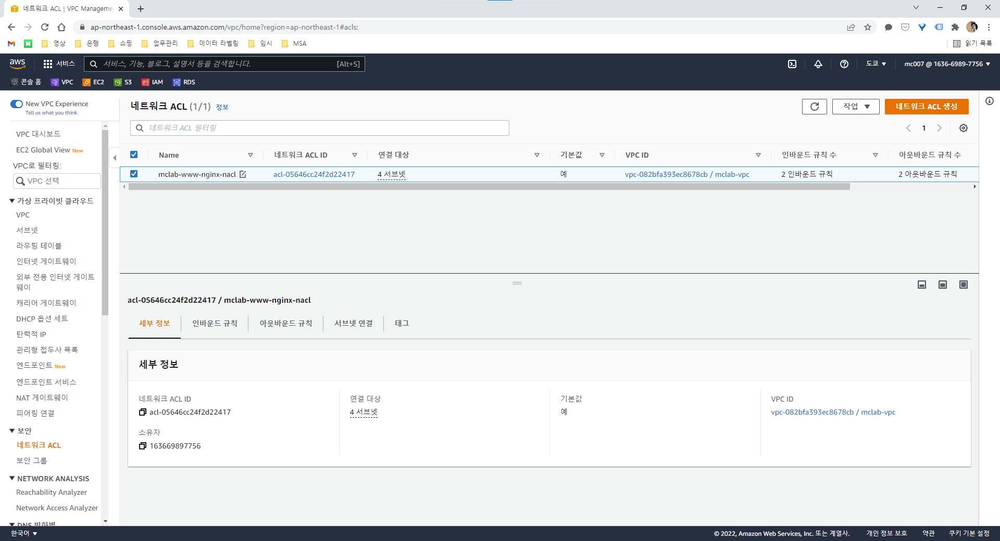 네트워크 ACL | VPC Manageme
ap-northeast-1.console.aws.amazon.com/vpc/home?region=ap-northeast-1#acls:
영상 은행 쇼핑 업무관리 데이터 라벨링 임시 MSA 읽기 목록
aws 서비스 서비스, 기능, 블로그, 설명서 등을 검색합니다. [Alt+S] 도쿄 mc007 @ 1636-6989-7756
콘솔 홈 VPC EC2 S3 IAM RDS
New VPC Experience
Tell us what you think
VPC 대시보드
EC2 Global View New
VPC로 필터링:
VPC 선택
가상 프라이빗 클라우드
VPC
서브넷
라우팅 테이블
인터넷 게이트웨이
외부 전용 인터넷 게이트
웨이
캐리어 게이트웨이
DHCP 옵션 세트
탄력적 IP
관리형 접두사 목록
엔드포인트 New
엔드포인트 서비스
NAT 게이트웨이
피어링 연결
보안
네트워크 ACL
보안 그룹
NETWORK ANALYSIS
Reachability Analyzer
Network Access Analyzer
DNS 방화벽
네트워크 ACL (1/1) 정보
작업 네트워크 ACL 생성
네트워크 ACL 필터링
1
Name 네트워크 ACL ID 연결 대상 기본값 VPC ID 인바운드 규칙 수 아웃바운드 규칙 수
mclab-www-nginx-nacl acl-05646cc24f2d22417 4 서브넷 예 vpc-082bfa393ec8678cb / mclab-vpc 2 인바운드 규칙 2 아웃바운드 규칙
acl-05646cc24f2d22417 / mclab-www-nginx-nacl
세부 정보 인바운드 규칙 아웃바운드 규칙 서브넷 연결 태그
세부 정보
네트워크 ACL ID 연결 대상 기본값 VPC ID
acl-05646cc24f2d22417 4 서브넷 예 vpc-082bfa393ec8678cb / mclab-vpc
소유자
163669897756
한국어 © 2022, Amazon Web Services, Inc. 또는 계열사. 개인 정보 보호 약관 쿠키 기본 설정